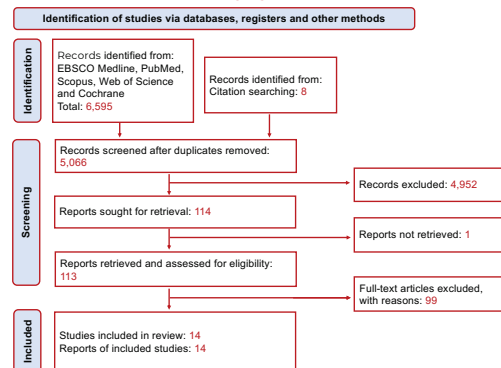 Identification of studies via databases, registers and other methods
Identification
Records identified from:
EBSCO Medline, PubMed,
Scopus, Web of Science
and Cochrane
Total: 6,595
Records identified from:
Citation searching: 8
Screening
Records screened after duplicates removed:
5,066
Records excluded: 4,952
Reports sought for retrieval: 114
Reports not retrieved: 1
Reports retrieved and assessed for eligibility:
113
Full-text articles excluded,
with reasons: 99
Included
Studies included in review: 14
Reports of included studies: 14